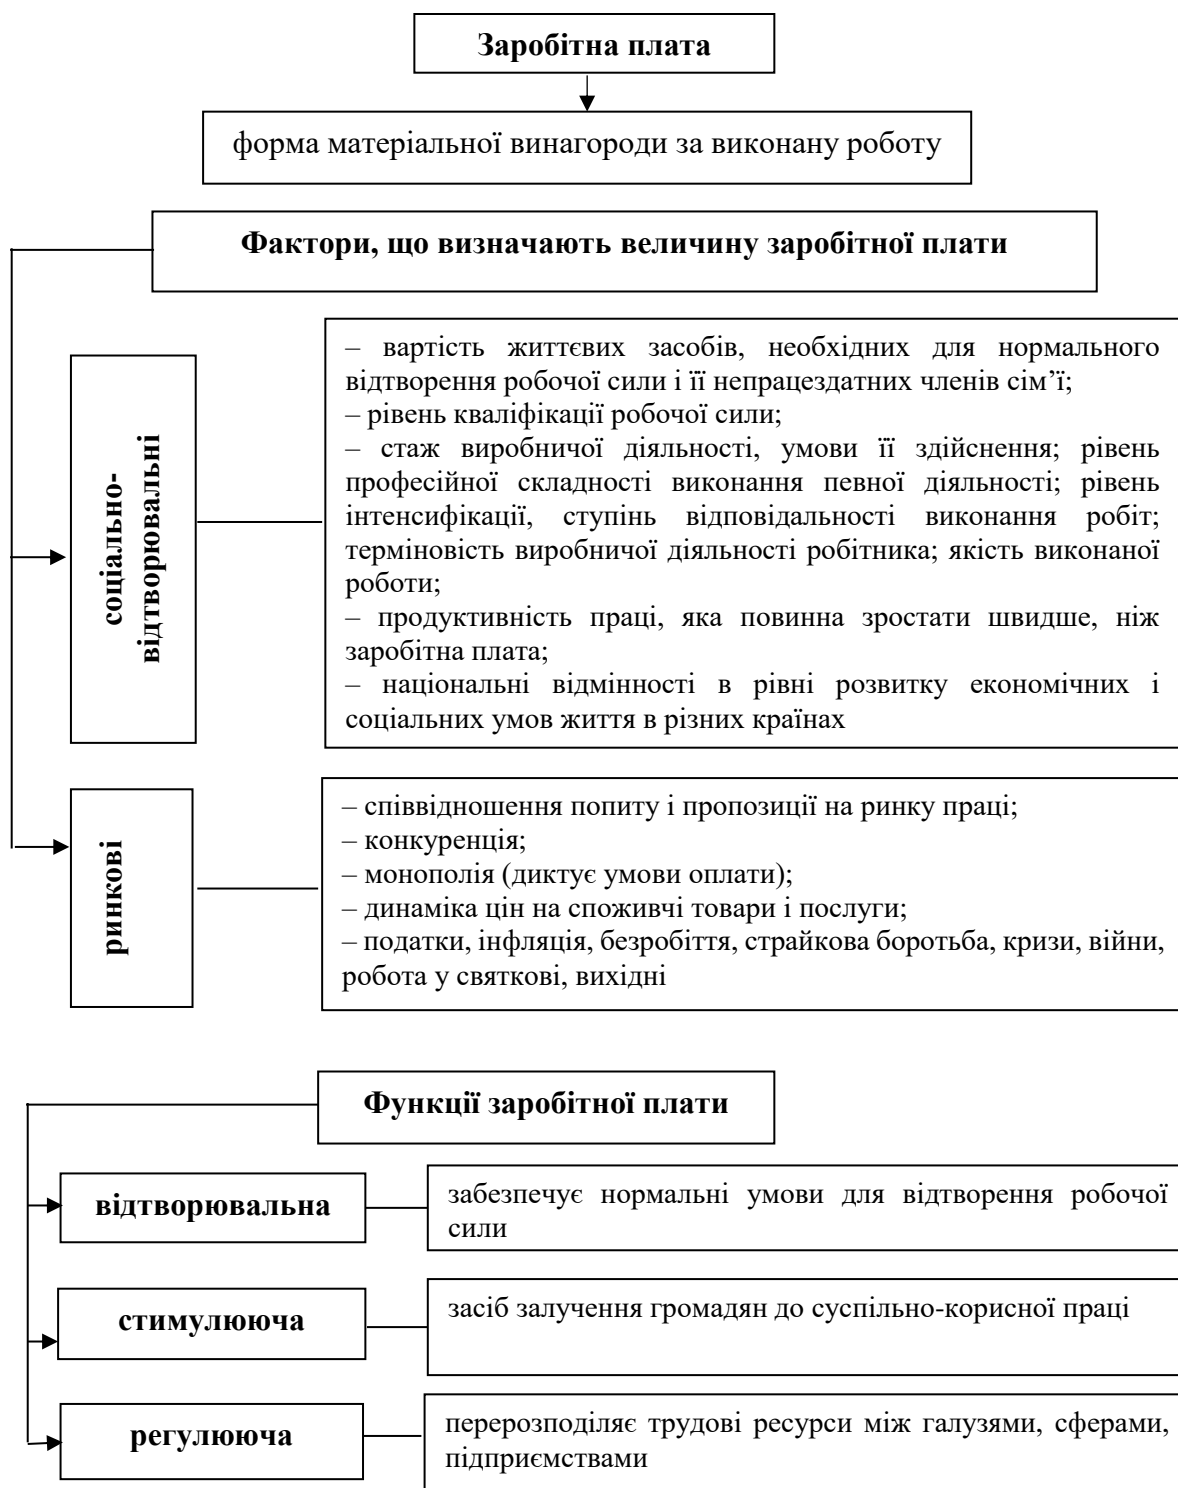 Заробітна плата
форма матеріальної винагороди за виконану роботу
Фактори, що визначають величину заробітної плати
соціально-
відтворювальні
– вартість життєвих засобів, необхідних для нормального
відтворення робочої сили і її непрацездатних членів сім’ї;
– рівень кваліфікації робочої сили;
– стаж виробничої діяльності, умови її здійснення; рівень
професійної складності виконання певної діяльності; рівень
інтенсифікації, ступінь відповідальності виконання робіт;
терміновість виробничої діяльності робітника; якість виконаної
роботи;
– продуктивність праці, яка повинна зростати швидше, ніж
заробітна плата;
– національні відмінності в рівні розвитку економічних і
соціальних умов життя в різних країнах
ринкові
– співвідношення попиту і пропозиції на ринку праці;
– конкуренція;
– монополія (диктує умови оплати);
– динаміка цін на споживчі товари і послуги;
– податки, інфляція, безробіття, страйкова боротьба, кризи, війни,
робота у святкові, вихідні
Функції заробітної плати
відтворювальна
забезпечує нормальні умови для відтворення робочої
сили
стимулююча
засіб залучення громадян до суспільно-корисної праці
регулююча
перерозподіляє трудові ресурси між галузями, сферами,
підприємствами